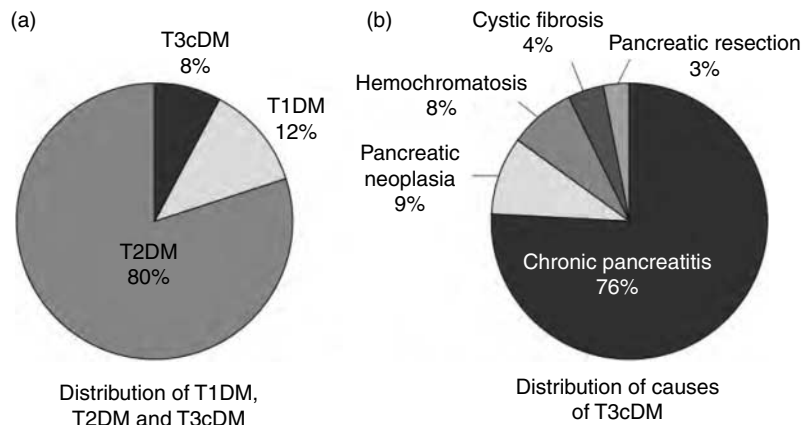 (a)
T3cDM
8%
T1DM
12%
T2DM
80%
Distribution of T1DM,
T2DM and T3cDM
(b)
Cystic fibrosis
4%
Pancreatic resection
3%
Hemochromatosis
8%
Pancreatic
neoplasia
9%
Chronic pancreatitis
76%
Distribution of causes
of T3cDM